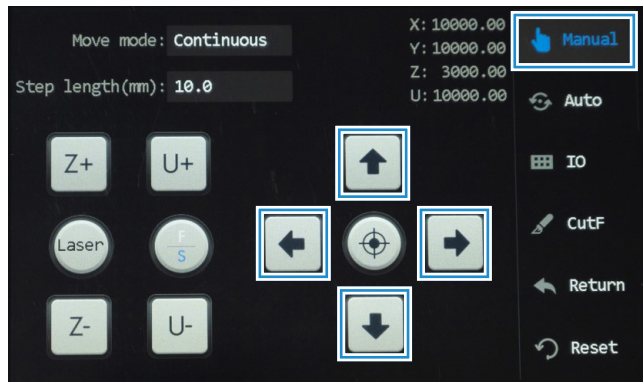 Move mode: Continuous
Step length(mm): 10.0
X:10000.00
Y:10000.00
Z: 3000.00
U:10000.00
Manual
Auto
IO
CutF
Return
Reset
Z+ U+
Laser F/S
Z- U-